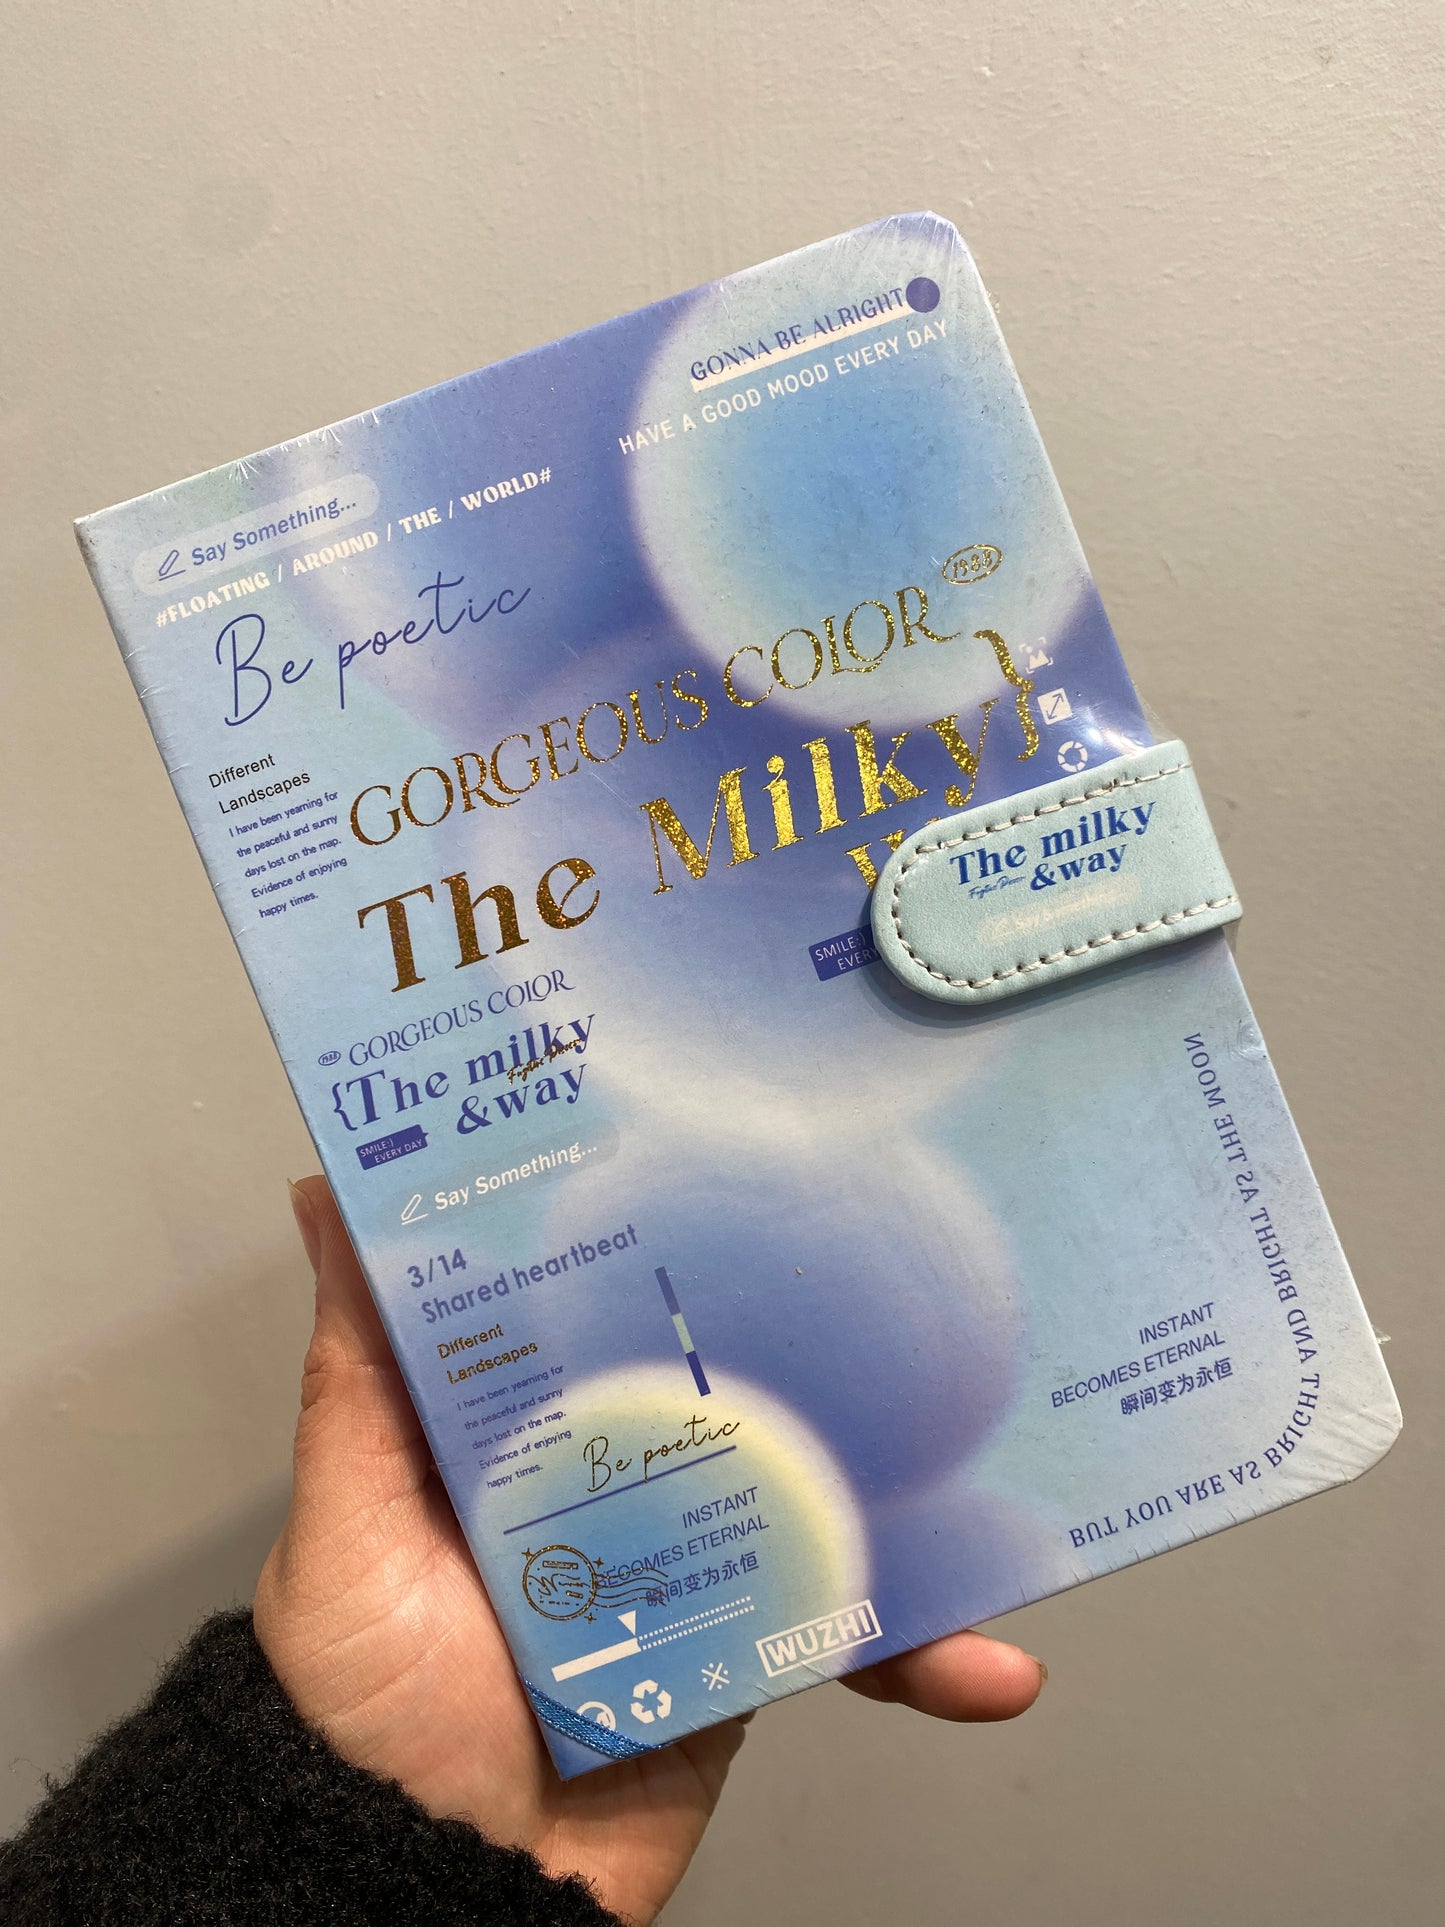 GONNA BE ALRIGHT
HAVE A GOOD MOOD EVERY DAY
Say Something...
#FLOATING / AROUND / THE / WORLD#
Be poetic
1988
GORGEOUS COLOR
The Milky}
Different
Landscapes
I have been yearning for
the peaceful and sunny
days lost on the map.
Evidence of enjoying
happy times.
The milky
&way
Say Something...
SMILE:)
EVERY
1988 GORGEOUS COLOR
{The milky
&way
SMILE:)
EVERY DAY
Say Something...
3/14
Shared heartbeat
Different
Landscapes
I have been yearning for
the peaceful and sunny
days lost on the map.
Evidence of enjoying
happy times.
Be poetic
INSTANT
BECOMES ETERNAL
瞬间变为永恒
WUZHI
INSTANT
BECOMES ETERNAL
瞬间变为永恒
BUT YOU ARE AS BRIGHT AND BRIGHT AS THE MOON